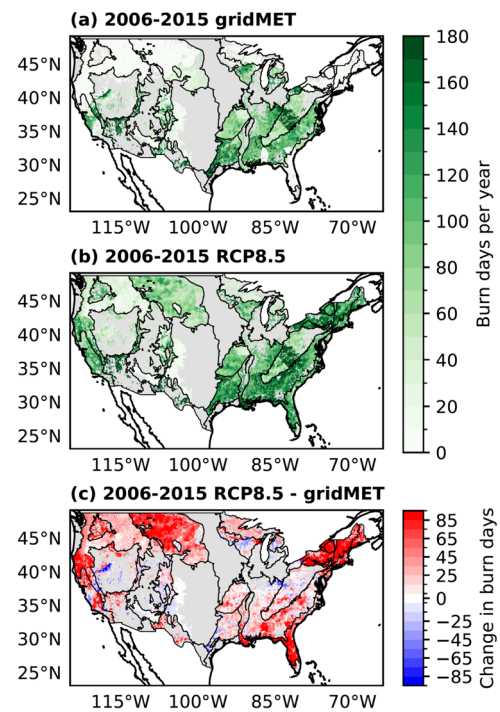 (a) 2006-2015 gridMET
45°N
40°N
35°N
30°N
25°N
115°W 100°W 85°W 70°W
(b) 2006-2015 RCP8.5
45°N
40°N
35°N
30°N
25°N
115°W 100°W 85°W 70°W
180
160
140
120
100
80
60
40
20
0
Burn days per year
(c) 2006-2015 RCP8.5 - gridMET
45°N
40°N
35°N
30°N
25°N
115°W 100°W 85°W 70°W
85
65
45
25
0
−25
−45
−65
−85
Change in burn days